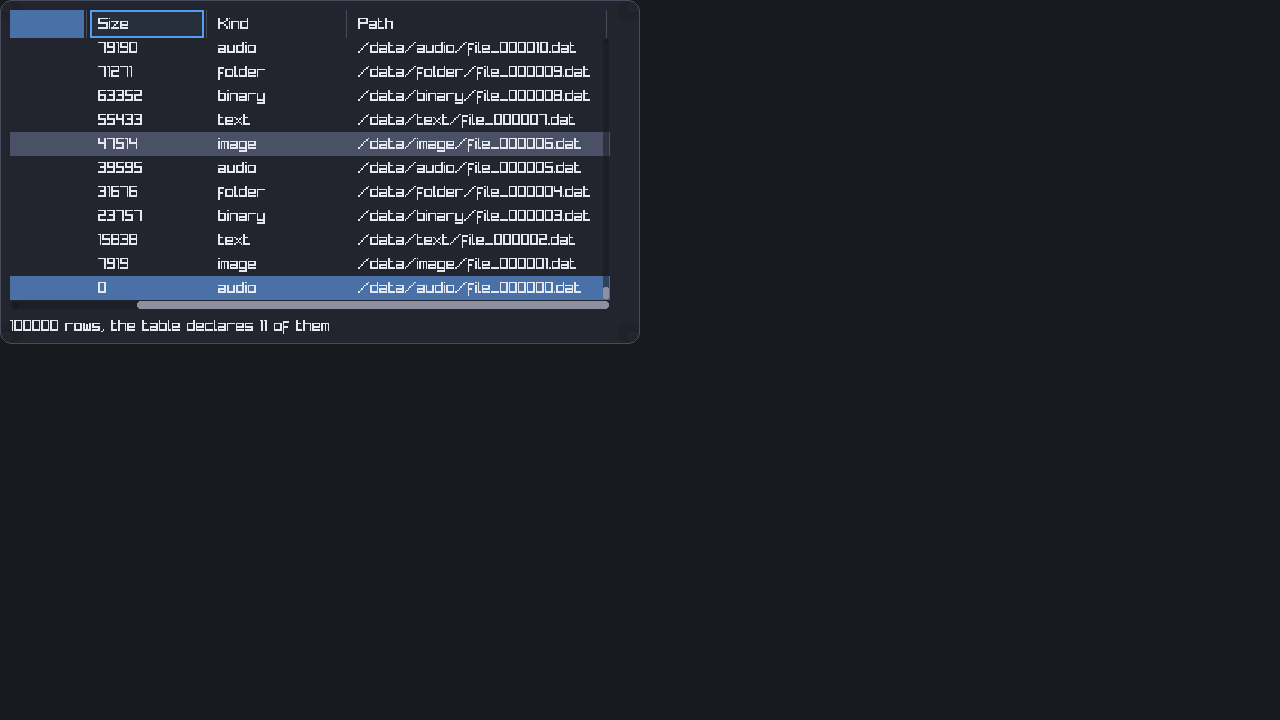 Size Kind Path
79190 audio /data/audio/file_000010.dat
71271 folder /data/folder/file_000009.dat
63352 binary /data/binary/file_000008.dat
55433 text /data/text/file_000007.dat
47514 image /data/image/file_000006.dat
39595 audio /data/audio/file_000005.dat
31676 folder /data/folder/file_000004.dat
23757 binary /data/binary/file_000003.dat
15838 text /data/text/file_000002.dat
7919 image /data/image/file_000001.dat
0 audio /data/audio/file_000000.dat
100000 rows, the table declares 11 of them